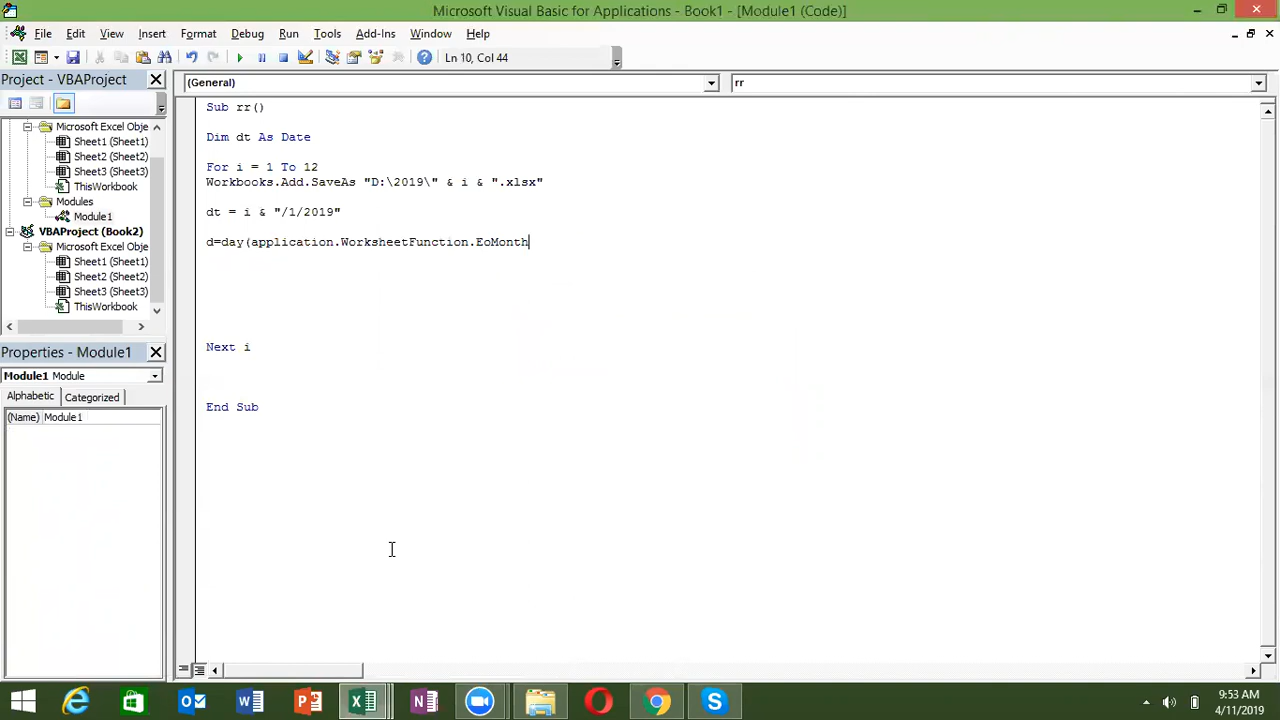 Microsoft Visual Basic for Applications - Book1 - [Module1 (Code)]
File Edit View Insert Format Debug Run Tools Add-Ins Window Help
Ln 10, Col 44
Project - VBAProject
(General)
rr
Microsoft Excel Obje
Sheet1 (Sheet1)
Sheet2 (Sheet2)
Sheet3 (Sheet3)
ThisWorkbook
Modules
Module1
VBAProject (Book2)
Microsoft Excel Obje
Sheet1 (Sheet1)
Sheet2 (Sheet2)
Sheet3 (Sheet3)
ThisWorkbook
Properties - Module1
Module1 Module
Alphabetic Categorized
(Name) Module1
Sub rr()
Dim dt As Date
For i = 1 To 12
Workbooks.Add.SaveAs "D:\2019\" & i & ".xlsx"
dt = i & "/1/2019"
d=day(application.WorksheetFunction.EoMonth
Next i
End Sub
9:53 AM
4/11/2019